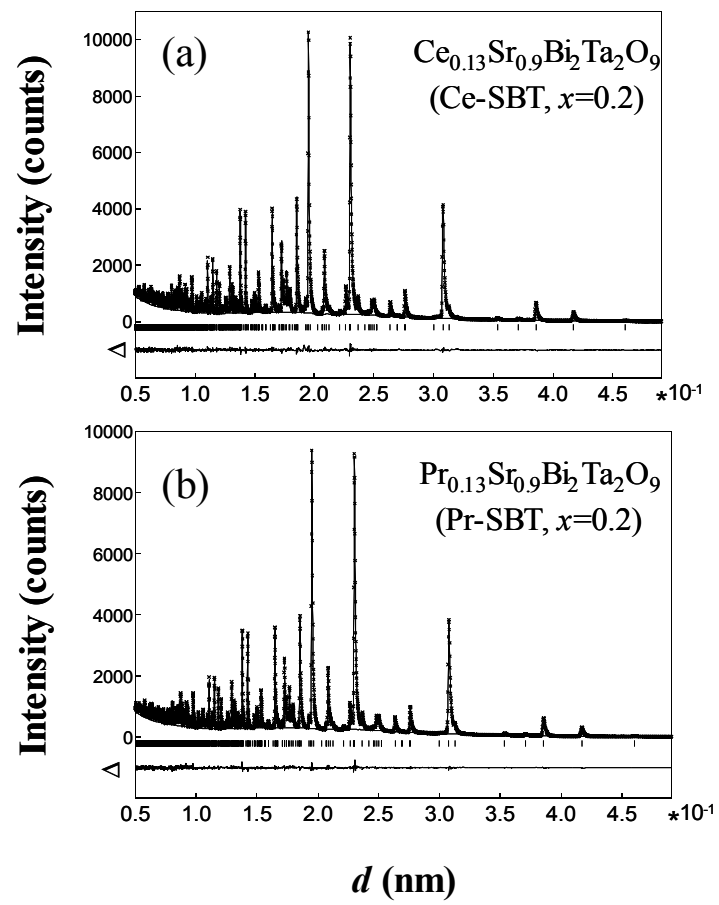 (a)
Ce0.13Sr0.9Bi2Ta2O9
(Ce-SBT, x=0.2)
Intensity (counts)
10000
8000
6000
4000
2000
0
0.5 1.0 1.5 2.0 2.5 3.0 3.5 4.0 4.5 *10-1
(b)
Pr0.13Sr0.9Bi2Ta2O9
(Pr-SBT, x=0.2)
Intensity (counts)
10000
8000
6000
4000
2000
0
0.5 1.0 1.5 2.0 2.5 3.0 3.5 4.0 4.5 *10-1
d (nm)